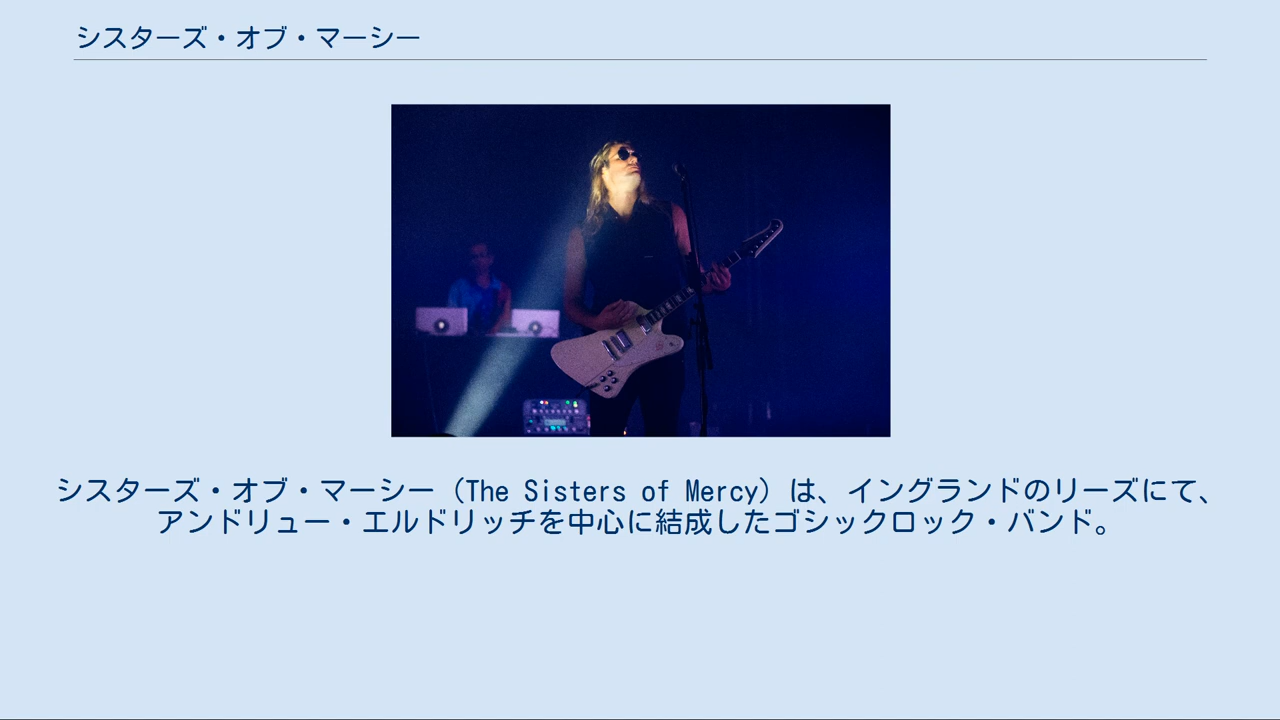 シスターズ・オブ・マーシー
シスターズ・オブ・マーシー（The Sisters of Mercy）は、イングランドのリーズにて、
アンドリュー・エルドリッチを中心に結成したゴシックロック・バンド。